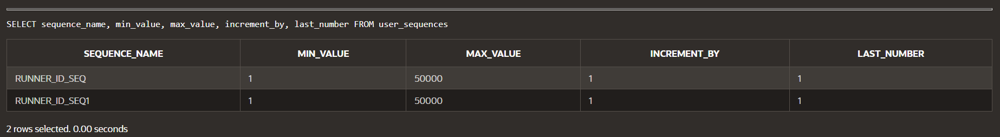 SELECT sequence_name, min_value, max_value, increment_by, last_number FROM user_sequences
SEQUENCE_NAME MIN_VALUE MAX_VALUE INCREMENT_BY LAST_NUMBER
RUNNER_ID_SEQ 1 50000 1 1
RUNNER_ID_SEQ1 1 50000 1 1
2 rows selected. 0.00 seconds